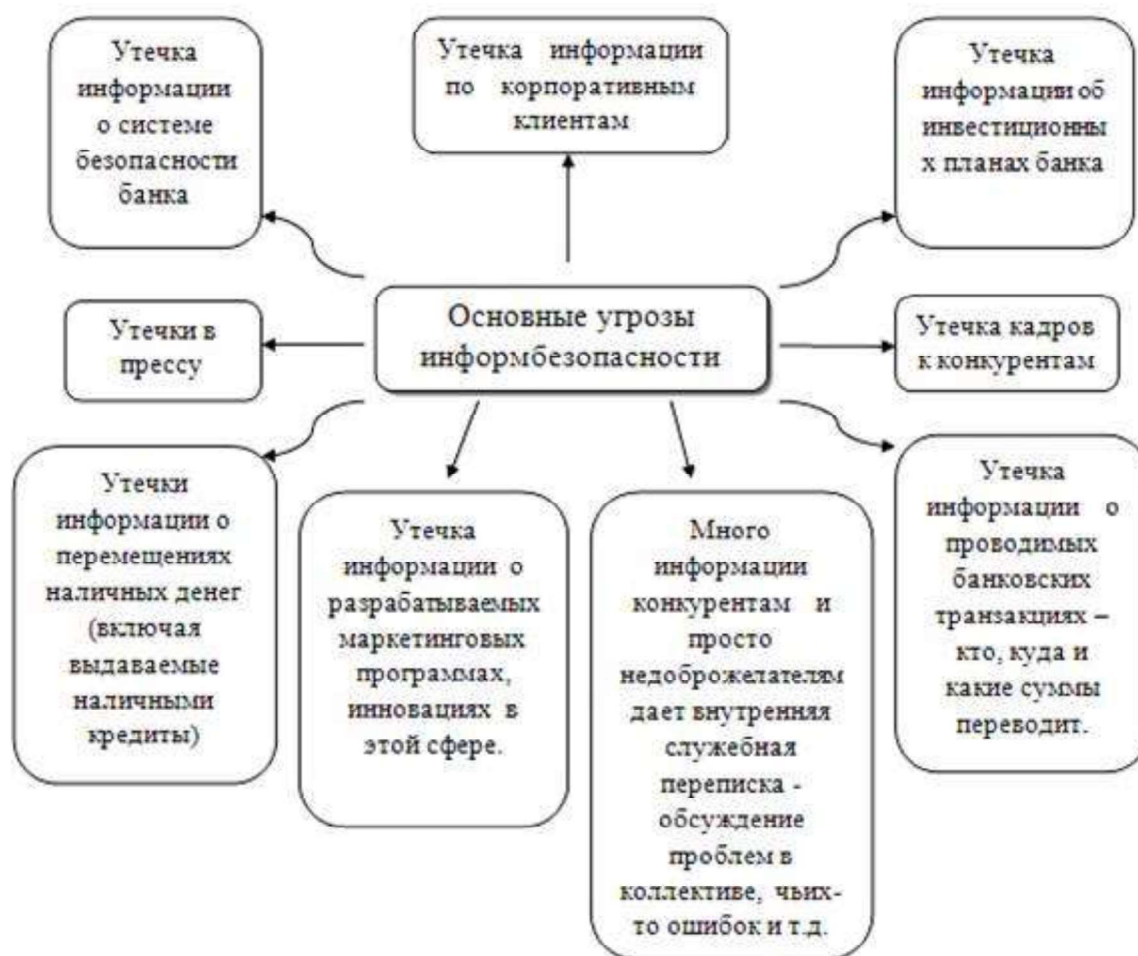 Утечка
информации
о системе
безопасности
банка
Утечка информации
по корпоративным
клиентам
Утечка
информации об
инвестиционны
х планах банка
Утечки в
прессу
Основные угрозы
информбезопасности
Утечка кадров
к конкурентам
Утечки
информации о
перемещениях
наличных денег
(включая
выдаваемые
наличными
кредиты)
Утечка
информации о
разрабатываемых
маркетинговых
программах,
инновациях в
этой сфере.
Много
информации
конкурентам и
просто
недоброжелателям
дает внутренняя
служебная
переписка -
обсуждение
проблем в
коллективе, чьих-
то ошибок и т.д.
Утечка
информации о
проводимых
банковских
транзакциях –
кто, куда и
какие суммы
переводит.